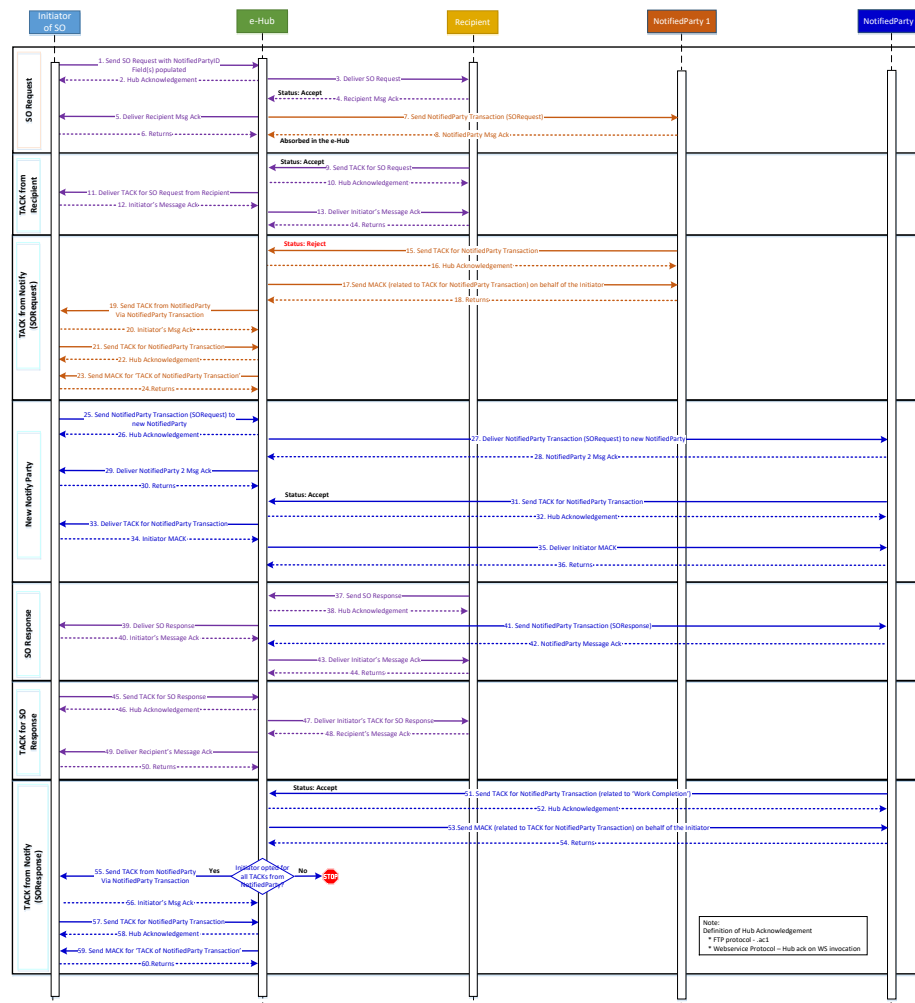 Initiator
of SO
e-Hub
Recipient
NotifiedParty 1
NotifiedParty
SO Request
1. Send SO Request with NotifiedPartyID
Field(s) populated
2. Hub Acknowledgement
3. Deliver SO Request
Status: Accept
4. Recipient Msg Ack
5. Deliver Recipient Msg Ack
7. Send NotifiedParty Transaction (SORequest)
6. Returns
8. NotifiedParty Msg Ack
Absorbed in the e-Hub
TACK from
Recipient
Status: Accept
9. Send TACK for SO Request
10. Hub Acknowledgement
11. Deliver TACK for SO Request from Recipient
12. Initiator's Message Ack
13. Deliver Initiator's Message Ack
14. Returns
TACK from Notify
(SORequest)
Status: Reject
15. Send TACK for NotifiedParty Transaction
16. Hub Acknowledgement
17.Send MACK (related to TACK for NotifiedParty Transaction) on behalf of the Initiator
18. Returns
19. Send TACK from NotifiedParty
Via NotifiedParty Transaction
20. Initiator's Msg Ack
21. Send TACK for NotifiedParty Transaction
22. Hub Acknowledgement
23. Send MACK for 'TACK of NotifiedParty Transaction'
24.Returns
New Notify Party
25. Send NotifiedParty Transaction (SORequest) to
new NotifiedParty
26. Hub Acknowledgement
27. Deliver NotifiedParty Transaction (SORequest) to new NotifiedParty
28. NotifiedParty 2 Msg Ack
29. Deliver NotifiedParty 2 Msg Ack
30. Returns
Status: Accept
31. Send TACK for NotifiedParty Transaction
32. Hub Acknowledgement
33. Deliver TACK for NotifiedParty Transaction
34. Initiator MACK
35. Deliver Initiator MACK
36. Returns
SO Response
37. Send SO Response
38. Hub Acknowledgement
39. Deliver SO Response
41. Send NotifiedParty Transaction (SOResponse)
40. Initiator's Message Ack
42. NotifiedParty Message Ack
43. Deliver Initiator's Message Ack
44. Returns
TACK for SO
Response
45. Send TACK for SO Response
46. Hub Acknowledgement
47. Deliver Initiator's TACK for SO Response
48. Recipient's Message Ack
49. Deliver Recipient's Message Ack
50. Returns
TACK from Notify
(SOResponse)
Status: Accept
51. Send TACK for NotifiedParty Transaction (related to 'Work Completion')
52. Hub Acknowledgement
53.Send MACK (related to TACK for NotifiedParty Transaction) on behalf of the Initiator
54. Returns
Initiator opted for
all TACKs from
NotifiedParty?
Yes
No
STOP
55. Send TACK from NotifiedParty
Via NotifiedParty Transaction
56. Initiator's Msg Ack
57. Send TACK for NotifiedParty Transaction
58. Hub Acknowledgement
59. Send MACK for 'TACK of NotifiedParty Transaction'
60.Returns
Note:
Definition of Hub Acknowledgement
* FTP protocol - .ac1
* Webservice Protocol – Hub ack on WS invocation